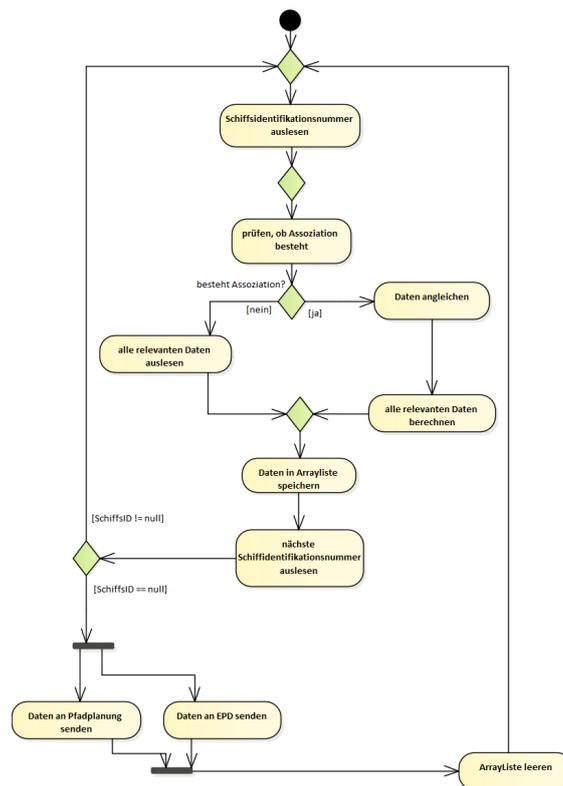 Schiffsidentifikationsnummer
auslesen
prüfen, ob Assoziation
besteht
besteht Assoziation?
[nein]
[ja]
Daten angleichen
alle relevanten Daten
auslesen
alle relevanten Daten
berechnen
Daten in Arrayliste
speichern
nächste
Schiffidentifikationsnummer
auslesen
[SchiffsID != null]
[SchiffsID == null]
Daten an Pfadplanung
senden
Daten an EPD senden
ArrayListe leeren